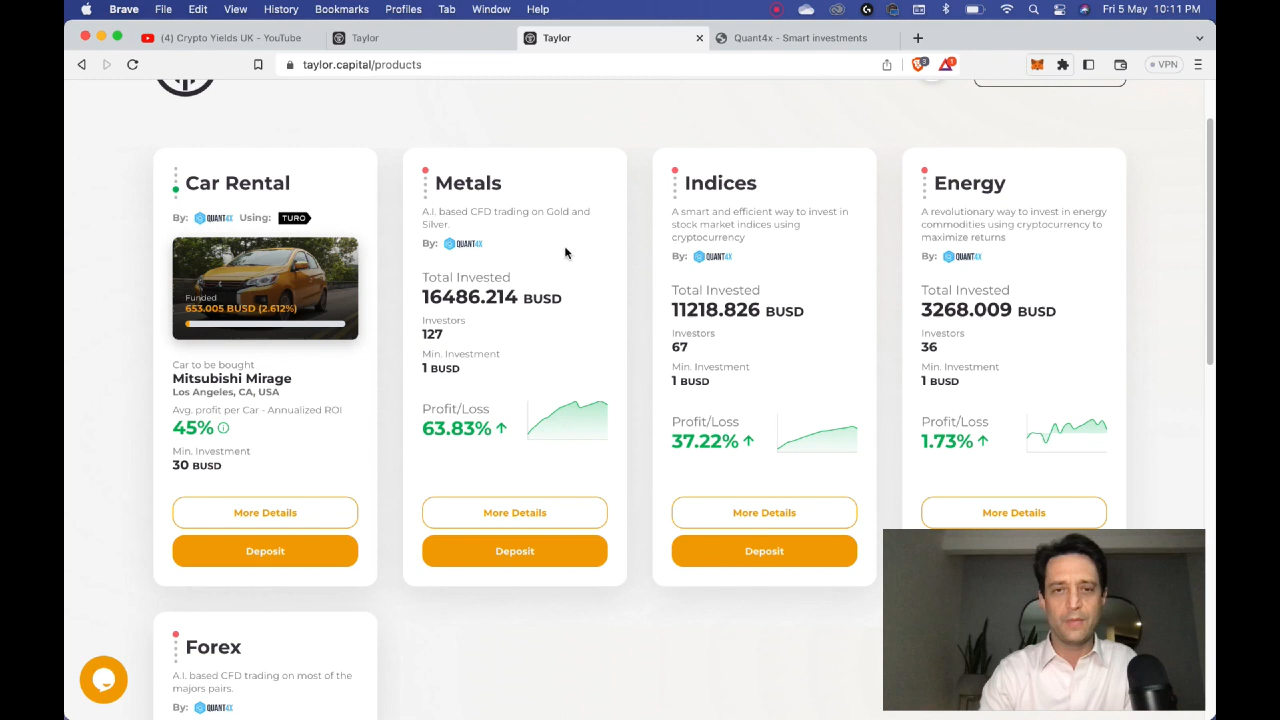 Brave File Edit View History Bookmarks Profiles Tab Window Help Fri 5 May 10:11 PM
(4) Crypto Yields UK - YouTube
Taylor
Taylor
Quant4x - Smart investments
taylor.capital/products
3
1
VPN
Car Rental
By: QUANT4X Using: TURO
Funded
653.005 BUSD (2.612%)
Car to be bought
Mitsubishi Mirage
Los Angeles, CA, USA
Avg. profit per Car - Annualized ROI
45%
Min. Investment
30 BUSD
More Details
Deposit
Metals
A.I. based CFD trading on Gold and
Silver.
By: QUANT4X
Total Invested
16486.214 BUSD
Investors
127
Min. Investment
1 BUSD
Profit/Loss
63.83%
More Details
Deposit
Indices
A smart and efficient way to invest in
stock market indices using
cryptocurrency
By: QUANT4X
Total Invested
11218.826 BUSD
Investors
67
Min. Investment
1 BUSD
Profit/Loss
37.22%
More Details
Deposit
Energy
A revolutionary way to invest in energy
commodities using cryptocurrency to
maximize returns
By: QUANT4X
Total Invested
3268.009 BUSD
Investors
36
Min. Investment
1 BUSD
Profit/Loss
1.73%
More Details
Forex
A.I. based CFD trading on most of the
majors pairs.
By: QUANT4X